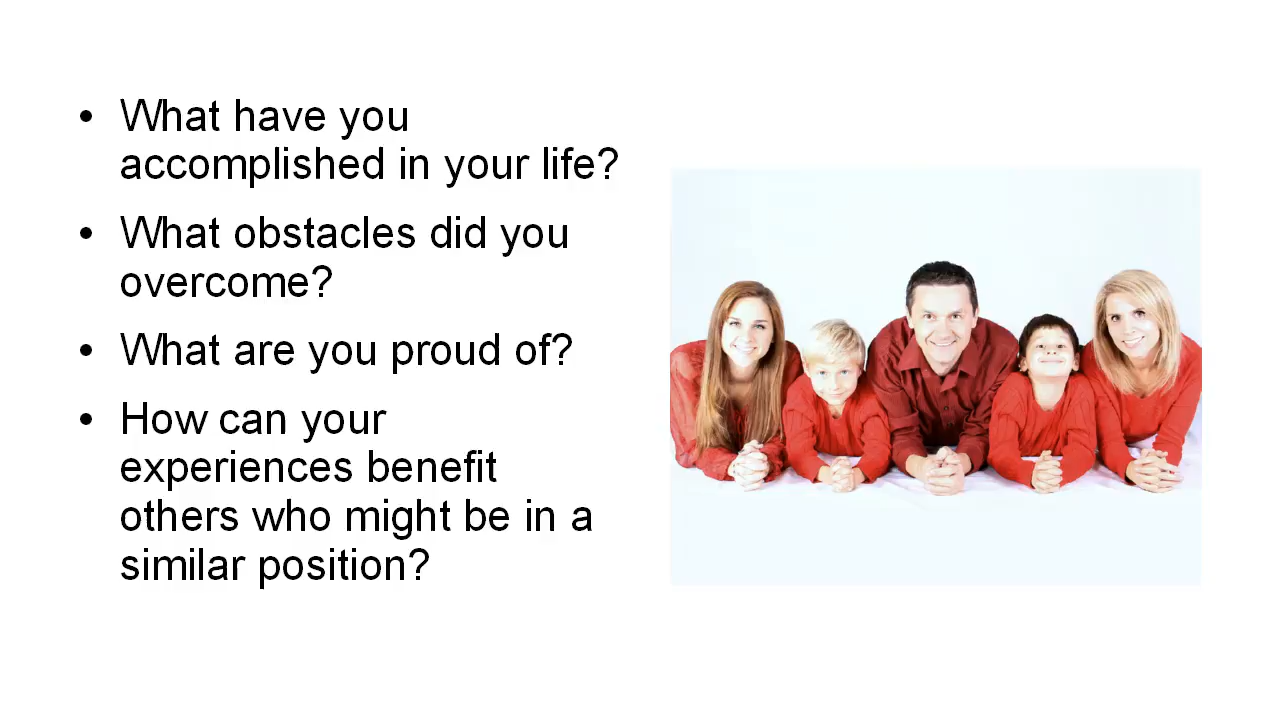 • What have you
accomplished in your life?
• What obstacles did you
overcome?
• What are you proud of?
• How can your
experiences benefit
others who might be in a
similar position?